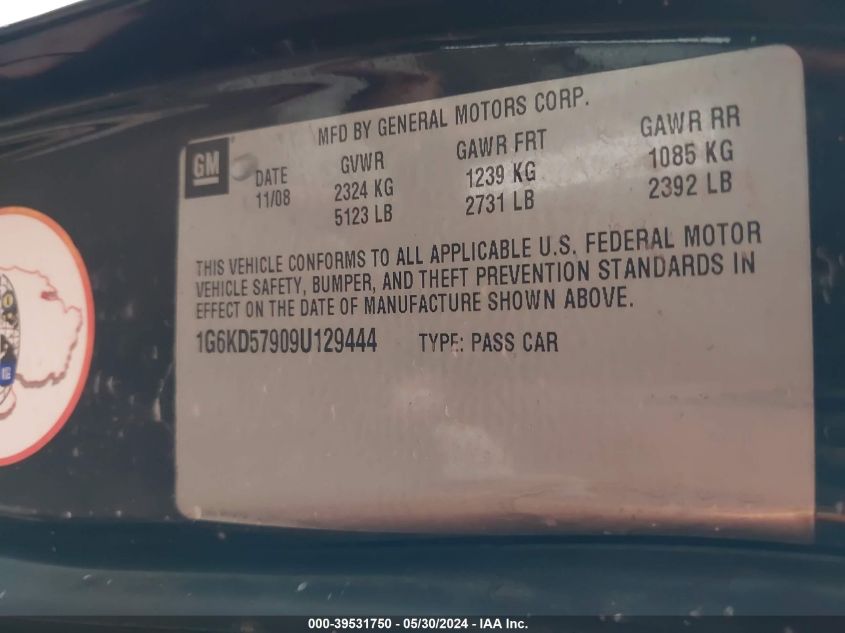 MFD BY GENERAL MOTORS CORP.
GM
DATE GVWR GAWR FRT GAWR RR
11/08 2324 KG 1239 KG 1085 KG
5123 LB 2731 LB 2392 LB
THIS VEHICLE CONFORMS TO ALL APPLICABLE U.S. FEDERAL MOTOR
VEHICLE SAFETY, BUMPER, AND THEFT PREVENTION STANDARDS IN
EFFECT ON THE DATE OF MANUFACTURE SHOWN ABOVE.
1G6KD57909U129444 TYPE: PASS CAR
000-39531750 / 05/30/2024 - IAA Inc.